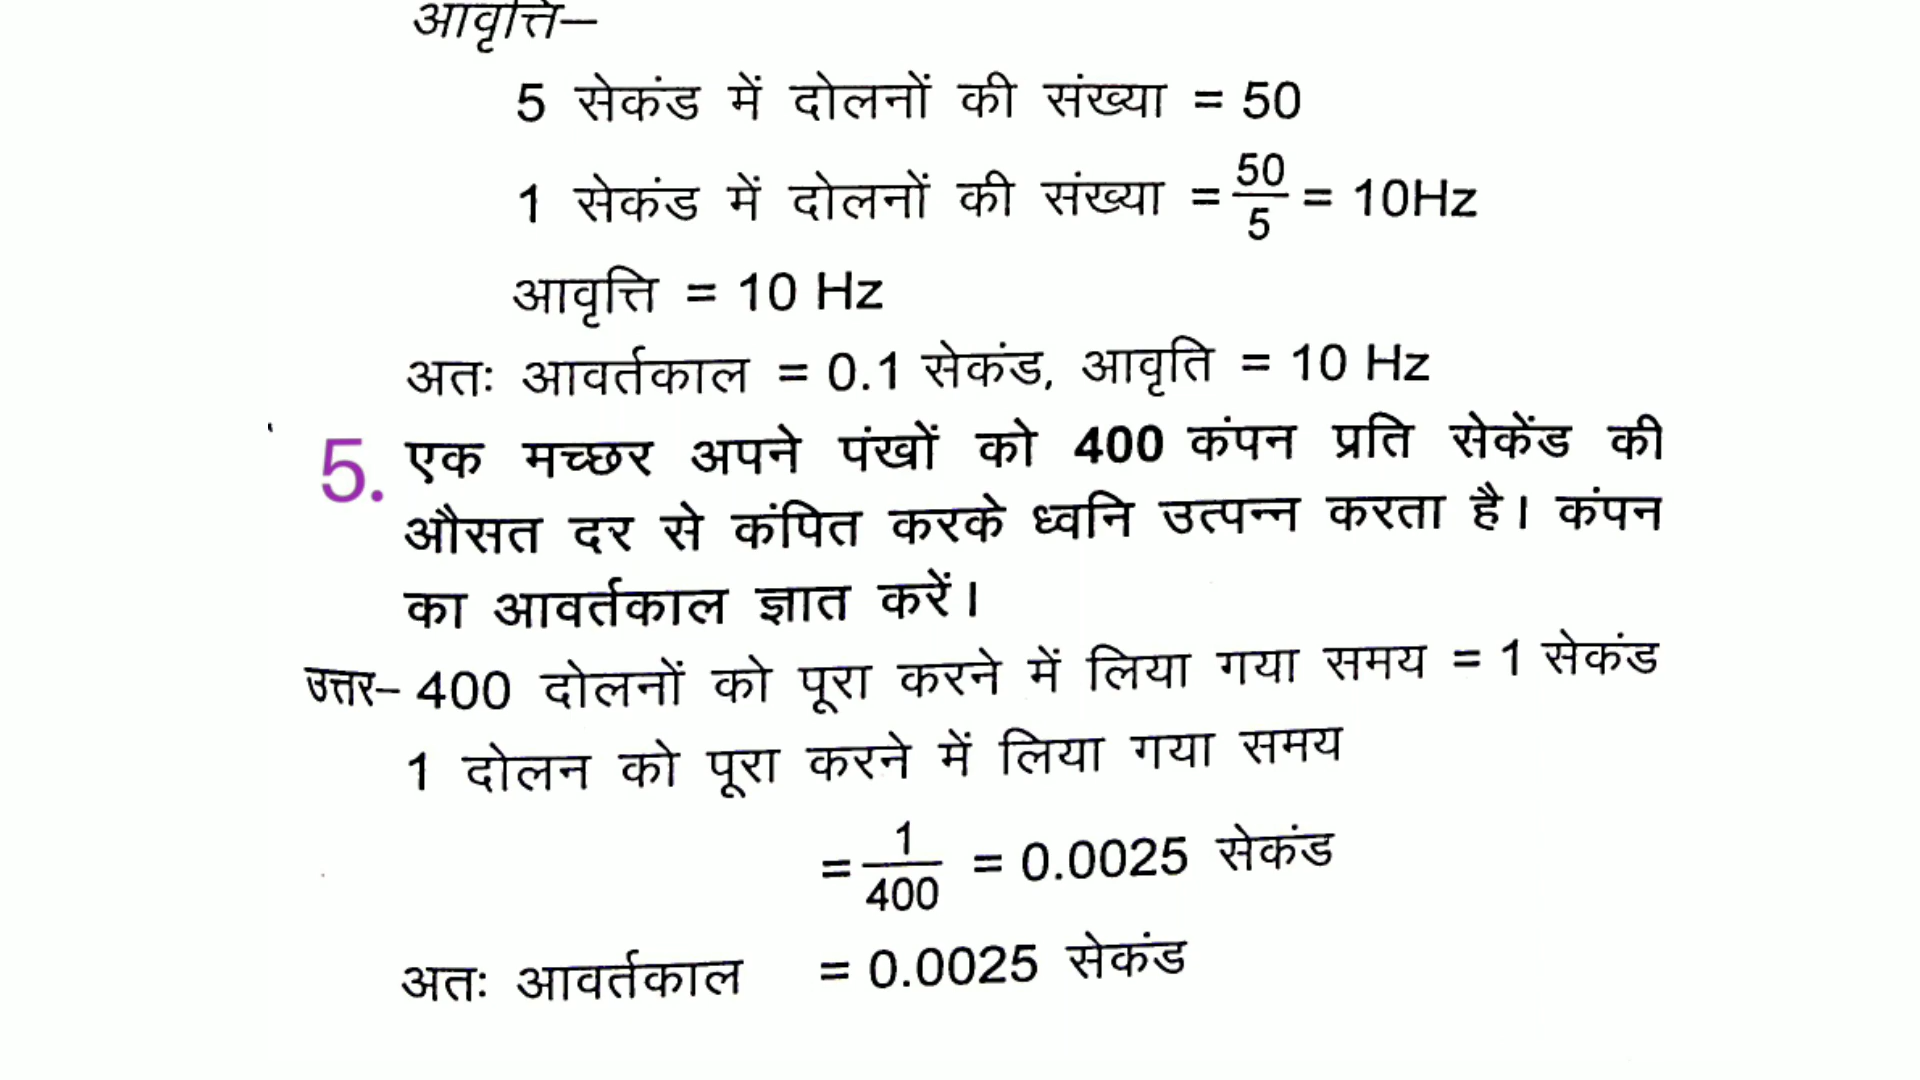 आवृत्ति–
5 सेकंड में दोलनों की संख्या = 50
1 सेकंड में दोलनों की संख्या = 50/5 = 10Hz
आवृत्ति = 10 Hz
अतः आवर्तकाल = 0.1 सेकंड, आवृति = 10 Hz
5. एक मच्छर अपने पंखों को 400 कंपन प्रति सेकेंड की
औसत दर से कंपित करके ध्वनि उत्पन्न करता है। कंपन
का आवर्तकाल ज्ञात करें।
उत्तर– 400 दोलनों को पूरा करने में लिया गया समय = 1 सेकंड
1 दोलन को पूरा करने में लिया गया समय
= 1/400 = 0.0025 सेकंड
अतः आवर्तकाल = 0.0025 सेकंड